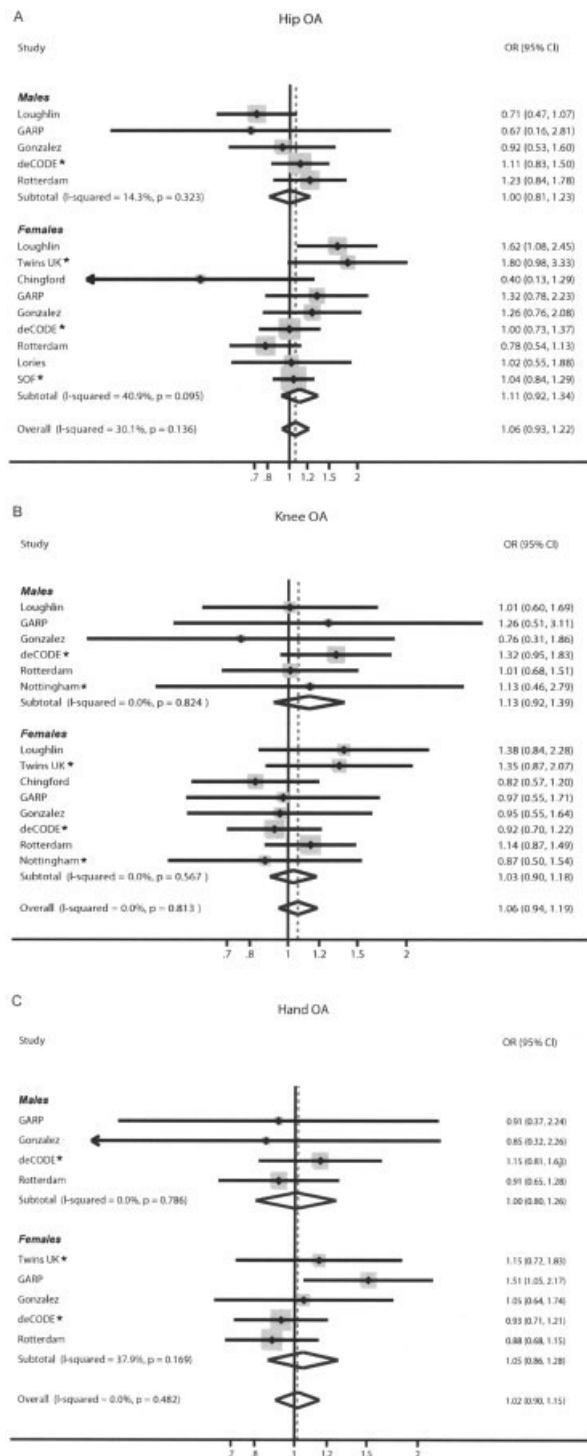 A
Hip OA
Study OR (95% CI)
Males
Loughlin 0.71 (0.47, 1.07)
GARP 0.67 (0.16, 2.81)
Gonzalez 0.92 (0.53, 1.60)
deCODE* 1.11 (0.83, 1.50)
Rotterdam 1.23 (0.84, 1.78)
Subtotal (I-squared = 14.3%, p = 0.323) 1.00 (0.81, 1.23)
Females
Loughlin 1.62 (1.08, 2.45)
Twins UK* 1.80 (0.98, 3.33)
Chingford 0.40 (0.13, 1.29)
GARP 1.32 (0.78, 2.23)
Gonzalez 1.26 (0.76, 2.08)
deCODE* 1.00 (0.73, 1.37)
Rotterdam 0.78 (0.54, 1.13)
Lories 1.02 (0.55, 1.88)
SOF* 1.04 (0.84, 1.29)
Subtotal (I-squared = 40.9%, p = 0.095) 1.11 (0.92, 1.34)
Overall (I-squared = 30.1%, p = 0.136) 1.06 (0.93, 1.22)
.7 .8 1 1.2 1.5 2
B
Knee OA
Study OR (95% CI)
Males
Loughlin 1.01 (0.60, 1.69)
GARP 1.26 (0.51, 3.11)
Gonzalez 0.76 (0.31, 1.86)
deCODE* 1.32 (0.95, 1.83)
Rotterdam 1.01 (0.68, 1.51)
Nottingham* 1.13 (0.46, 2.79)
Subtotal (I-squared = 0.0%, p = 0.824 ) 1.13 (0.92, 1.39)
Females
Loughlin 1.38 (0.84, 2.28)
Twins UK* 1.35 (0.87, 2.07)
Chingford 0.82 (0.57, 1.20)
GARP 0.97 (0.55, 1.71)
Gonzalez 0.95 (0.55, 1.64)
deCODE* 0.92 (0.70, 1.22)
Rotterdam 1.14 (0.87, 1.49)
Nottingham* 0.87 (0.50, 1.54)
Subtotal (I-squared = 0.0%, p = 0.567 ) 1.03 (0.90, 1.18)
Overall (I-squared = 0.0%, p = 0.813 ) 1.06 (0.94, 1.19)
.7 .8 1 1.2 1.5 2
C
Hand OA
Study OR (95% CI)
Males
GARP 0.91 (0.37, 2.24)
Gonzalez 0.85 (0.32, 2.26)
deCODE* 1.15 (0.81, 1.63)
Rotterdam 0.91 (0.65, 1.28)
Subtotal (I-squared = 0.0%, p = 0.786) 1.00 (0.80, 1.26)
Females
Twins UK* 1.15 (0.72, 1.83)
GARP 1.51 (1.05, 2.17)
Gonzalez 1.05 (0.64, 1.74)
deCODE* 0.93 (0.71, 1.21)
Rotterdam 0.88 (0.68, 1.15)
Subtotal (I-squared = 37.9%, p = 0.169) 1.05 (0.86, 1.28)
Overall (I-squared = 0.0%, p = 0.482) 1.02 (0.90, 1.15)
.7 .8 1 1.2 1.5 2